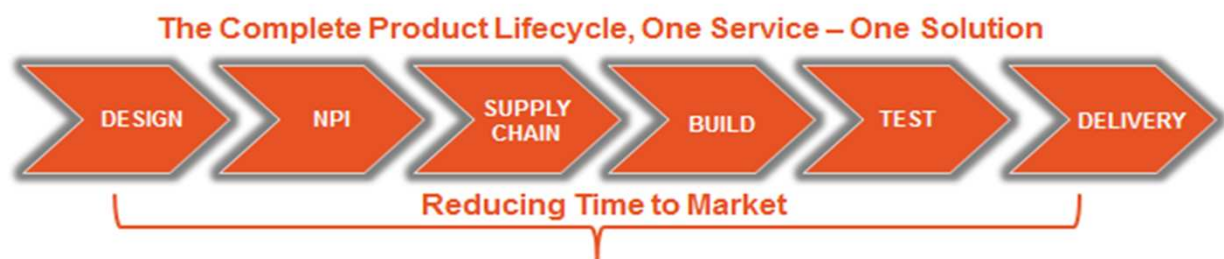 The Complete Product Lifecycle, One Service – One Solution
DESIGN
NPI
SUPPLY
CHAIN
BUILD
TEST
DELIVERY
Reducing Time to Market